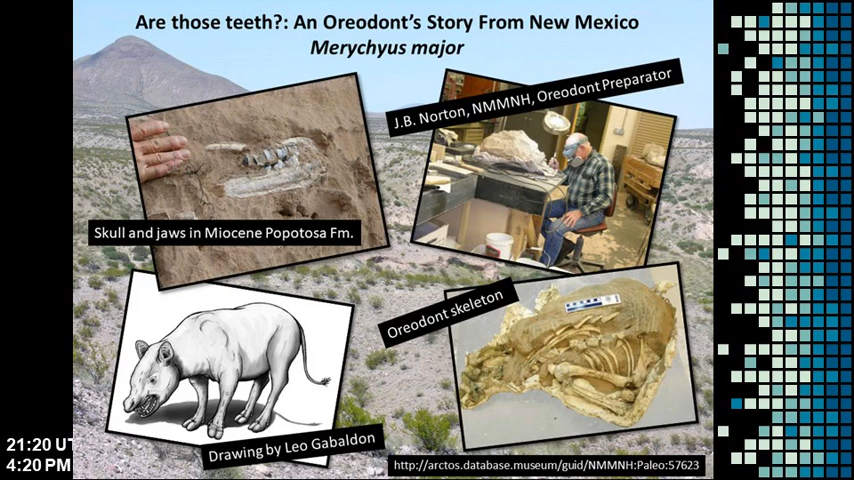 Are those teeth?: An Oreodont's Story From New Mexico
Merychyus major
J.B. Norton, NMMNH, Oreodont Preparator
Skull and jaws in Miocene Popotosa Fm.
Oreodont skeleton
Drawing by Leo Gabaldon
http://arctos.database.museum/guid/NMMNH:Paleo:57623
21:20 UT
4:20 PM